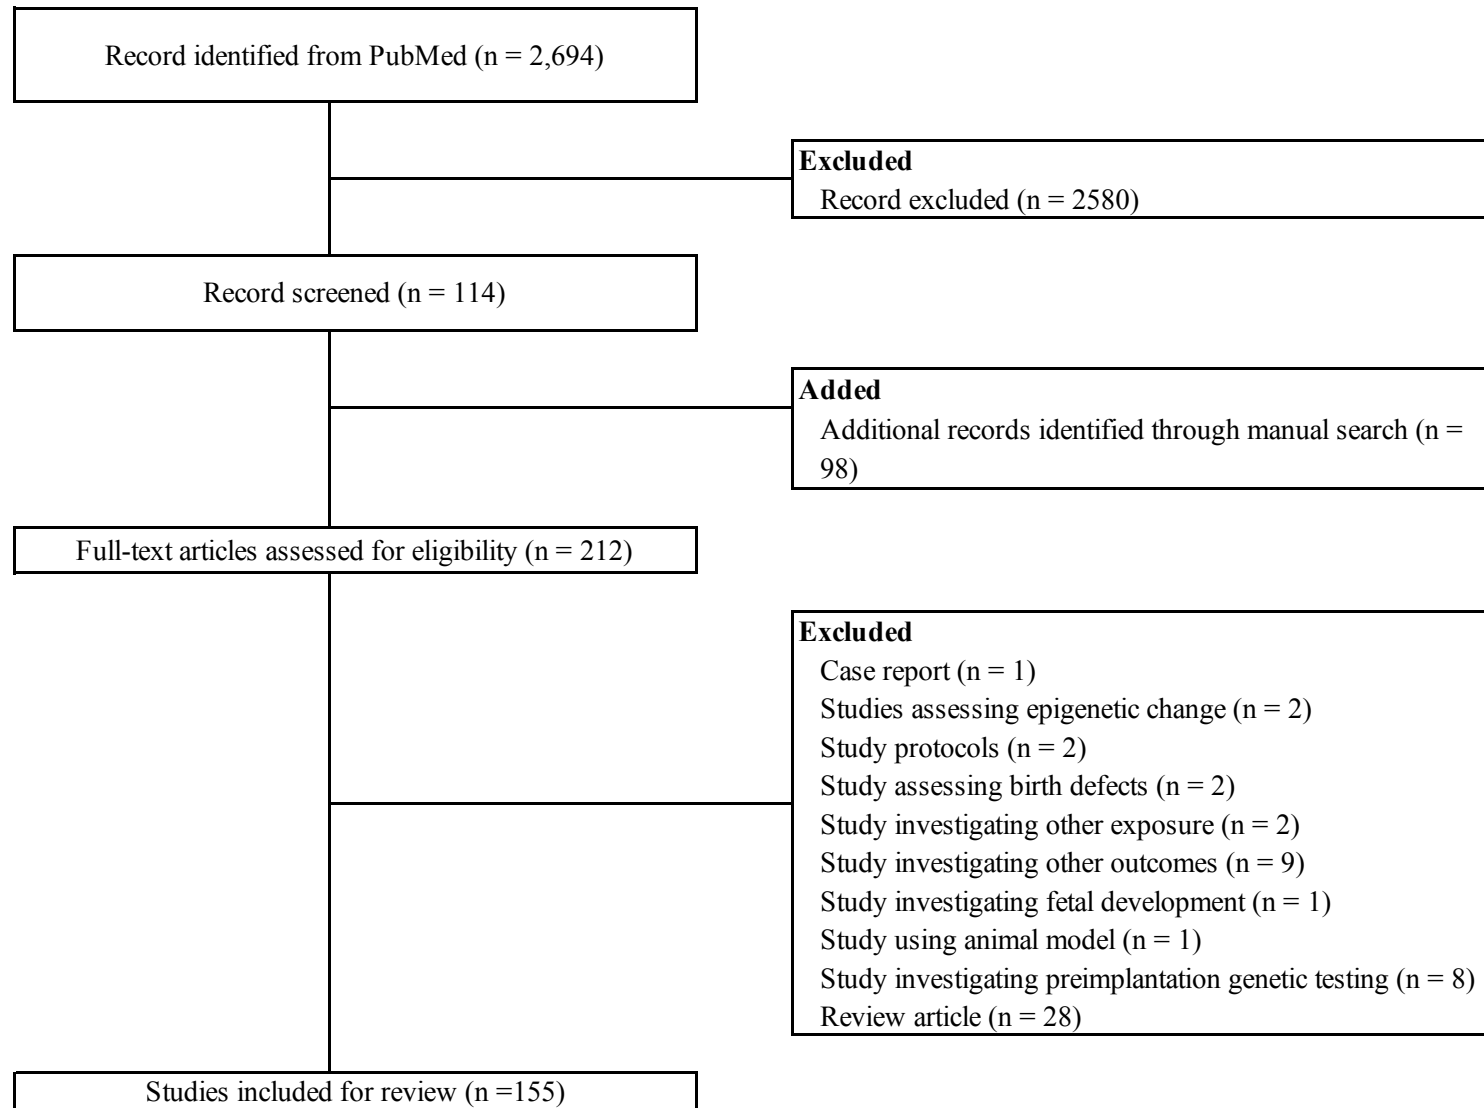 Record identified from PubMed (n = 2,694)
Excluded
Record excluded (n = 2580)
Record screened (n = 114)
Added
Additional records identified through manual search (n =
98)
Full-text articles assessed for eligibility (n = 212)
Excluded
Case report (n = 1)
Studies assessing epigenetic change (n = 2)
Study protocols (n = 2)
Study assessing birth defects (n = 2)
Study investigating other exposure (n = 2)
Study investigating other outcomes (n = 9)
Study investigating fetal development (n = 1)
Study using animal model (n = 1)
Study investigating preimplantation genetic testing (n = 8)
Review article (n = 28)
Studies included for review (n =155)